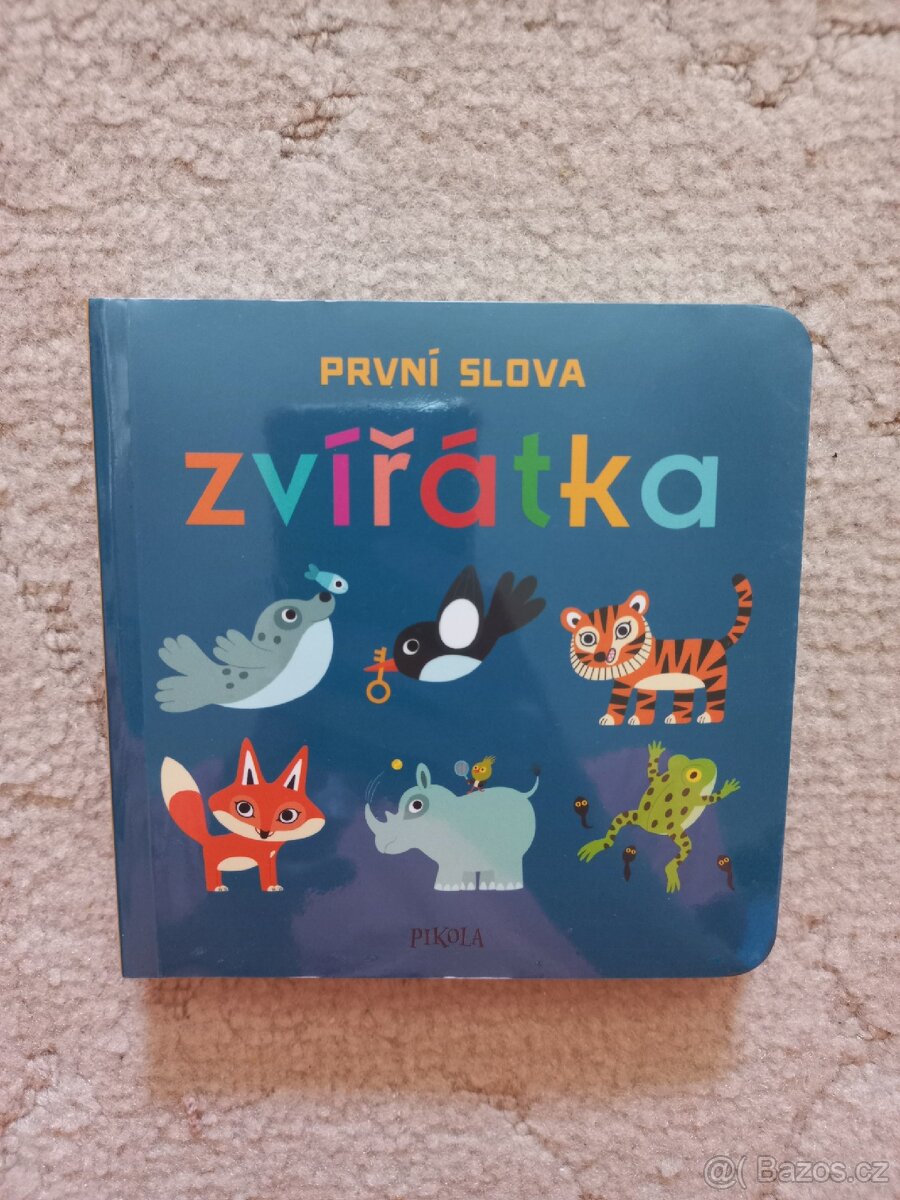 PRVNÍ SLOVA
zvířátka
PIKOLA
@( Bazos.cz